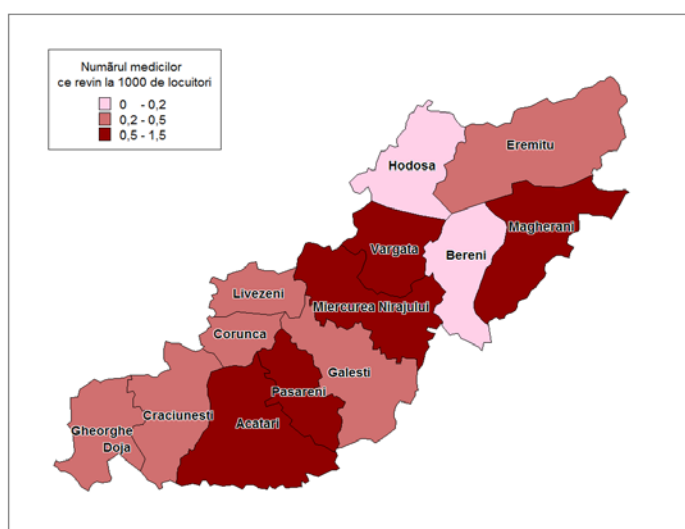 Numărul medicilor
ce revin la 1000 de locuitori
0 - 0,2
0,2 - 0,5
0,5 - 1,5
Hodosa
Eremitu
Magherani
Vargata
Bereni
Livezeni
Miercurea Nirajului
Corunca
Galesti
Pasareni
Craciunesti
Acatari
Gheorghe
Doja